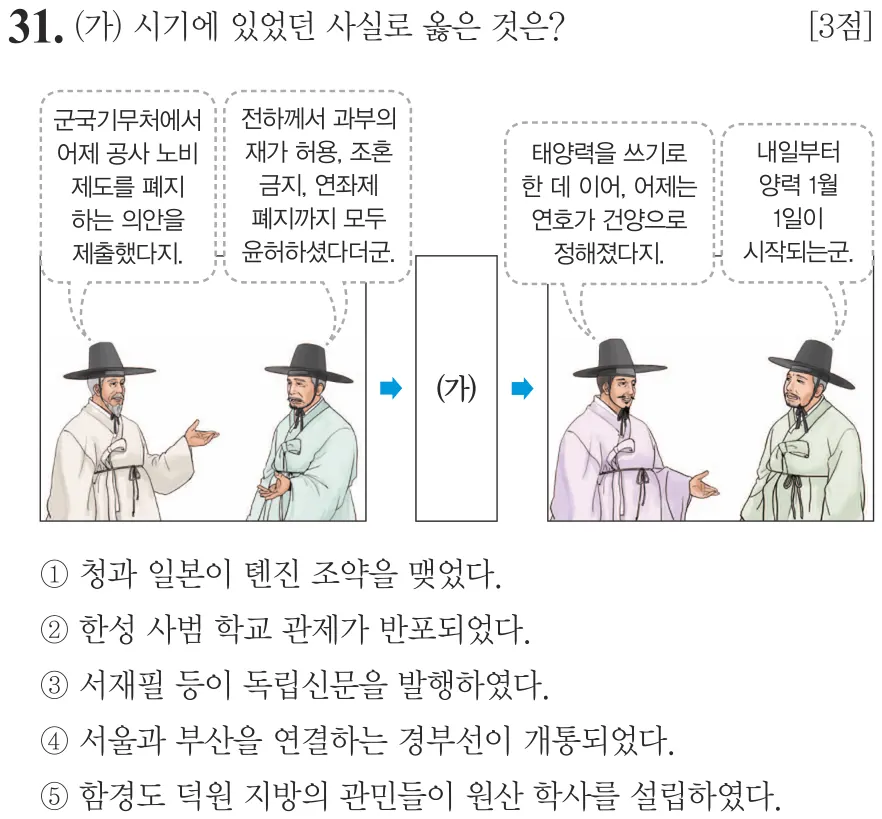 31. (가) 시기에 있었던 사실로 옳은 것은? [3점]
군국기무처에서
어제 공사 노비
제도를 폐지
하는 의안을
제출했다지.
전하께서 과부의
재가 허용, 조혼
금지, 연좌제
폐지까지 모두
윤허하셨다더군.
(가)
태양력을 쓰기로
한 데 이어, 어제는
연호가 건양으로
정해졌다지.
내일부터
양력 1월
1일이
시작되는군.
① 청과 일본이 톈진 조약을 맺었다.
② 한성 사범 학교 관제가 반포되었다.
③ 서재필 등이 독립신문을 발행하였다.
④ 서울과 부산을 연결하는 경부선이 개통되었다.
⑤ 함경도 덕원 지방의 관민들이 원산 학사를 설립하였다.